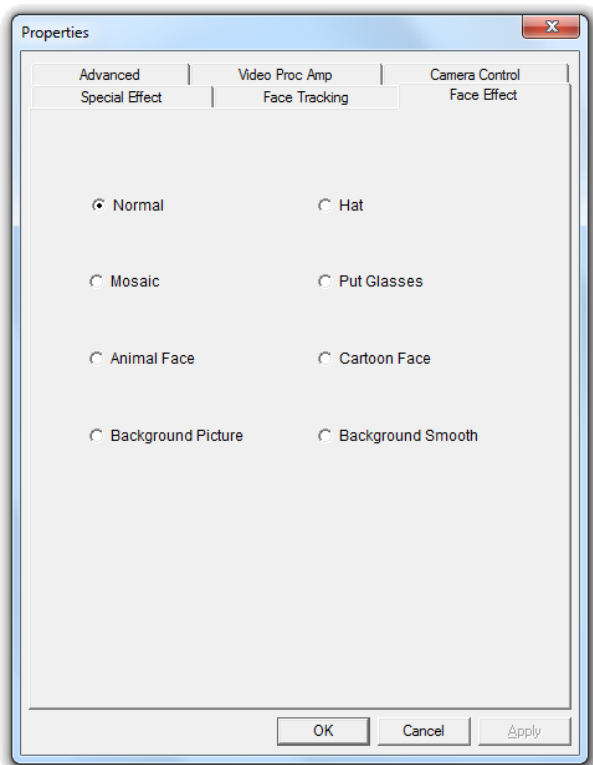 Properties
Advanced Video Proc Amp Camera Control
Special Effect Face Tracking Face Effect
Normal Hat
Mosaic Put Glasses
Animal Face Cartoon Face
Background Picture Background Smooth
OK Cancel Apply